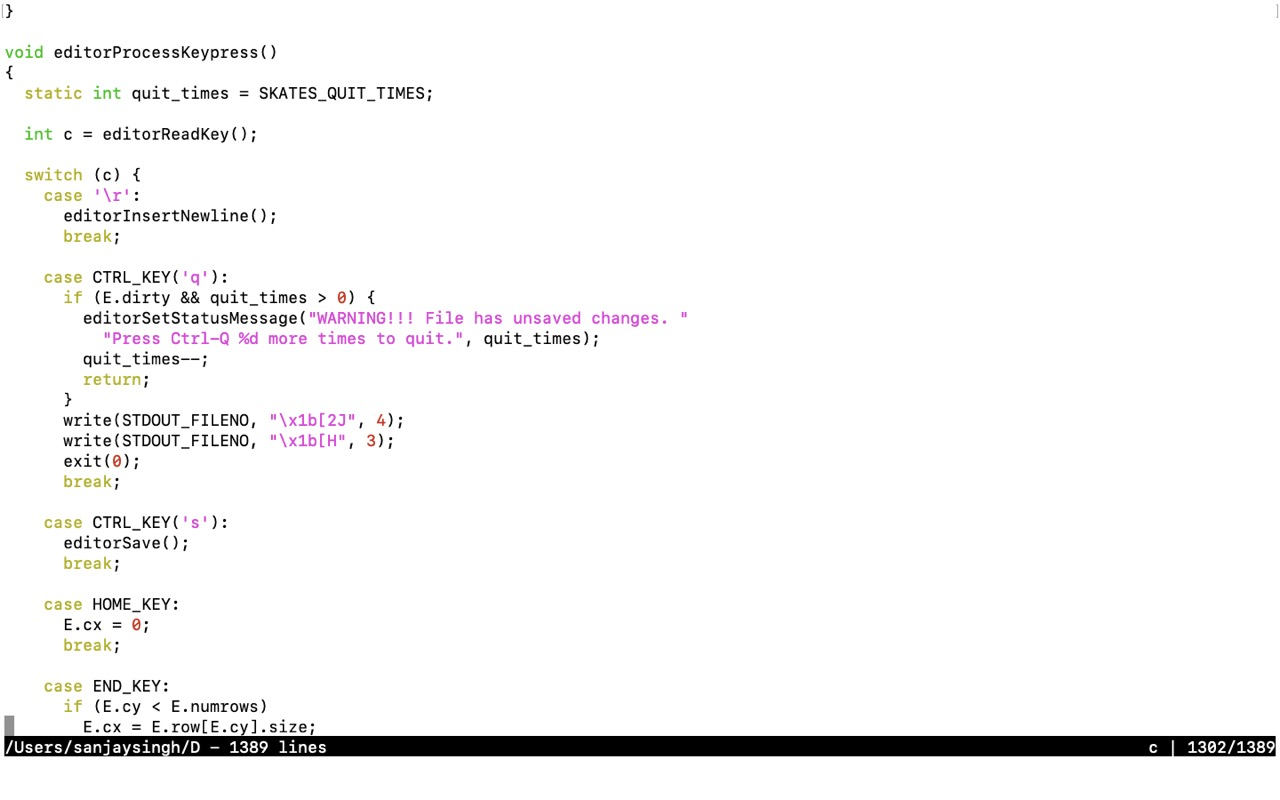 }
void editorProcessKeypress()
{
  static int quit_times = SKATES_QUIT_TIMES;
  int c = editorReadKey();
  switch (c) {
    case '\r':
      editorInsertNewline();
      break;
    case CTRL_KEY('q'):
      if (E.dirty && quit_times > 0) {
        editorSetStatusMessage("WARNING!!! File has unsaved changes. "
          "Press Ctrl-Q %d more times to quit.", quit_times);
        quit_times--;
        return;
      }
      write(STDOUT_FILENO, "\x1b[2J", 4);
      write(STDOUT_FILENO, "\x1b[H", 3);
      exit(0);
      break;
    case CTRL_KEY('s'):
      editorSave();
      break;
    case HOME_KEY:
      E.cx = 0;
      break;
    case END_KEY:
      if (E.cy < E.numrows)
        E.cx = E.row[E.cy].size;
/Users/sanjaysingh/D - 1389 lines c | 1302/1389